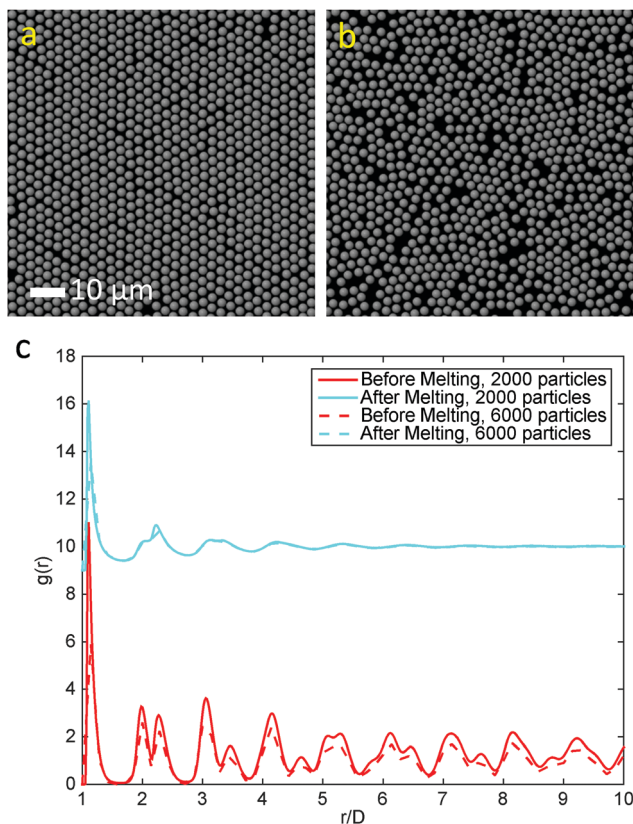 a
b
10 µm
c
18
16
14
12
10
8
6
4
2
0
g(r)
Before Melting, 2000 particles
After Melting, 2000 particles
Before Melting, 6000 particles
After Melting, 6000 particles
1 2 3 4 5 6 7 8 9 10
r/D